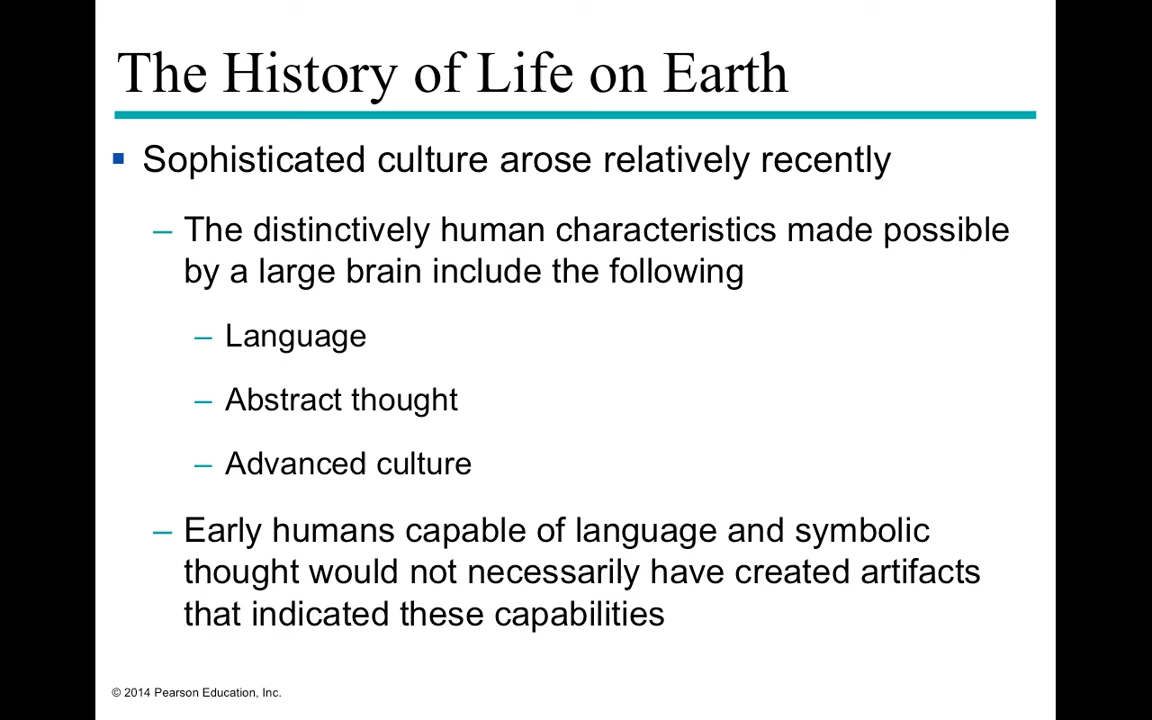 The History of Life on Earth
▪ Sophisticated culture arose relatively recently
– The distinctively human characteristics made possible
by a large brain include the following
– Language
– Abstract thought
– Advanced culture
– Early humans capable of language and symbolic
thought would not necessarily have created artifacts
that indicated these capabilities
© 2014 Pearson Education, Inc.